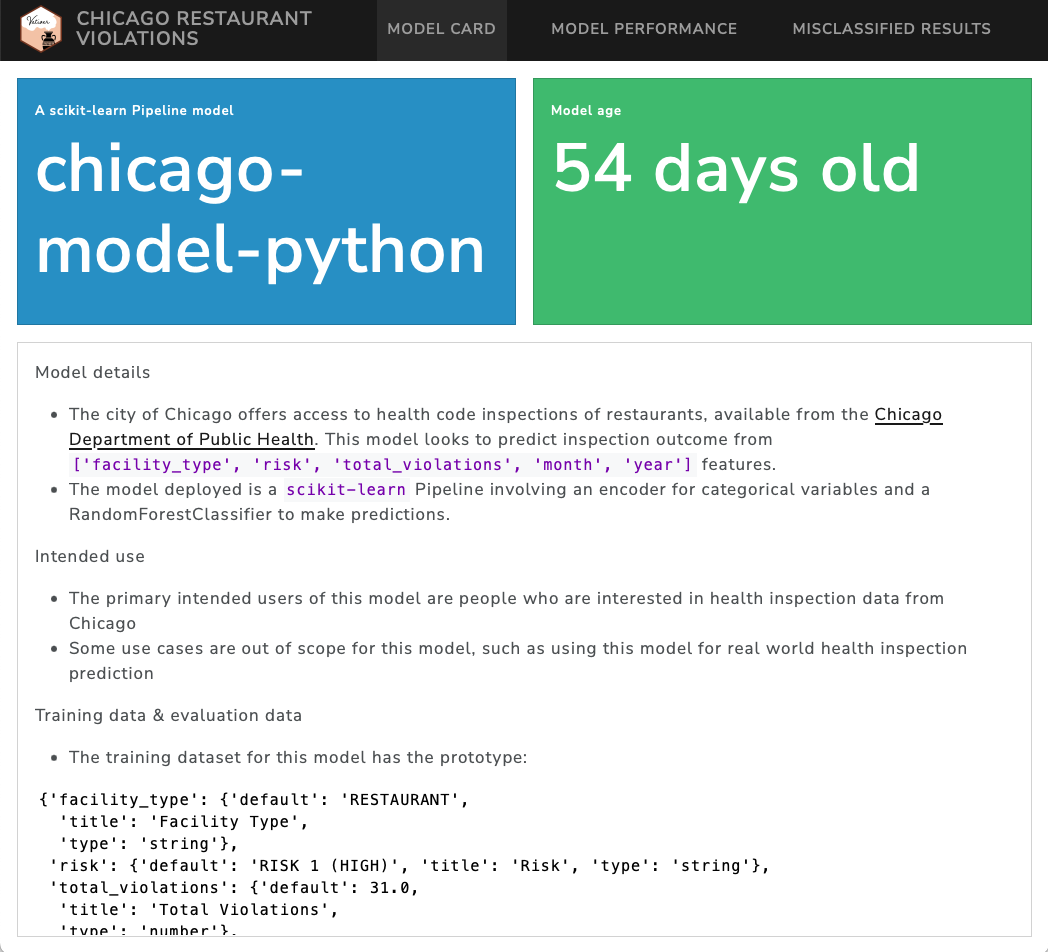 Vetiver
CHICAGO RESTAURANT
VIOLATIONS
MODEL CARD
MODEL PERFORMANCE
MISCLASSIFIED RESULTS
A scikit-learn Pipeline model
chicago-
model-python
Model age
54 days old
Model details
The city of Chicago offers access to health code inspections of restaurants, available from the Chicago
Department of Public Health. This model looks to predict inspection outcome from
['facility_type', 'risk', 'total_violations', 'month', 'year'] features.
The model deployed is a scikit-learn Pipeline involving an encoder for categorical variables and a
RandomForestClassifier to make predictions.
Intended use
The primary intended users of this model are people who are interested in health inspection data from
Chicago
Some use cases are out of scope for this model, such as using this model for real world health inspection
prediction
Training data & evaluation data
The training dataset for this model has the prototype:
{'facility_type': {'default': 'RESTAURANT',
'title': 'Facility Type',
'type': 'string'},
'risk': {'default': 'RISK 1 (HIGH)', 'title': 'Risk', 'type': 'string'},
'total_violations': {'default': 31.0,
'title': 'Total Violations',
'type': 'number'},